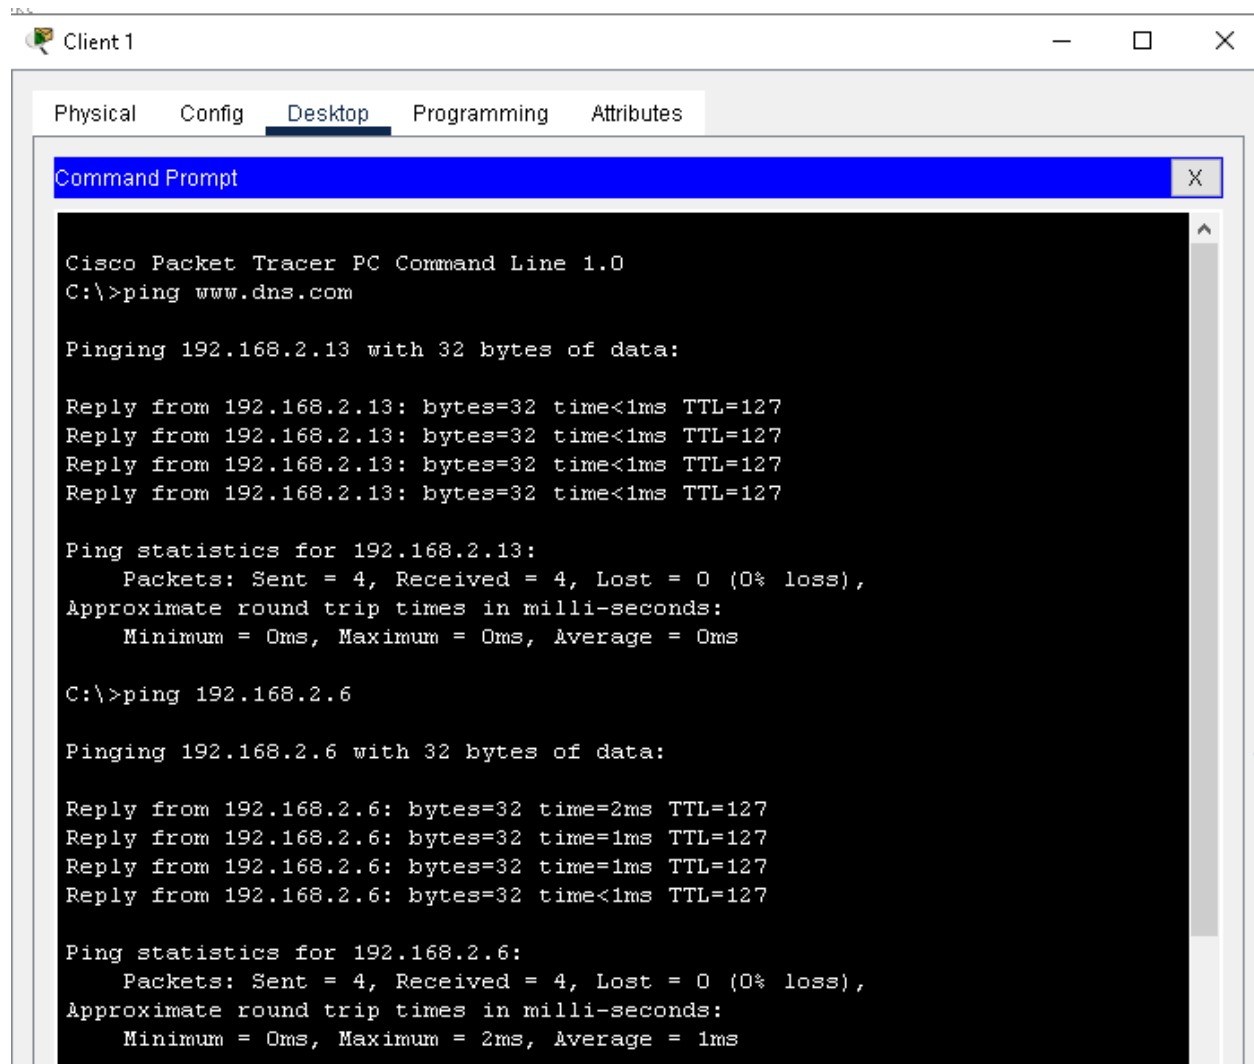 Client 1
Physical Config Desktop Programming Attributes
Command Prompt
X
Cisco Packet Tracer PC Command Line 1.0
C:\>ping www.dns.com
Pinging 192.168.2.13 with 32 bytes of data:
Reply from 192.168.2.13: bytes=32 time<1ms TTL=127
Reply from 192.168.2.13: bytes=32 time<1ms TTL=127
Reply from 192.168.2.13: bytes=32 time<1ms TTL=127
Reply from 192.168.2.13: bytes=32 time<1ms TTL=127
Ping statistics for 192.168.2.13:
Packets: Sent = 4, Received = 4, Lost = 0 (0% loss),
Approximate round trip times in milli-seconds:
Minimum = 0ms, Maximum = 0ms, Average = 0ms
C:\>ping 192.168.2.6
Pinging 192.168.2.6 with 32 bytes of data:
Reply from 192.168.2.6: bytes=32 time=2ms TTL=127
Reply from 192.168.2.6: bytes=32 time=1ms TTL=127
Reply from 192.168.2.6: bytes=32 time=1ms TTL=127
Reply from 192.168.2.6: bytes=32 time<1ms TTL=127
Ping statistics for 192.168.2.6:
Packets: Sent = 4, Received = 4, Lost = 0 (0% loss),
Approximate round trip times in milli-seconds:
Minimum = 0ms, Maximum = 2ms, Average = 1ms